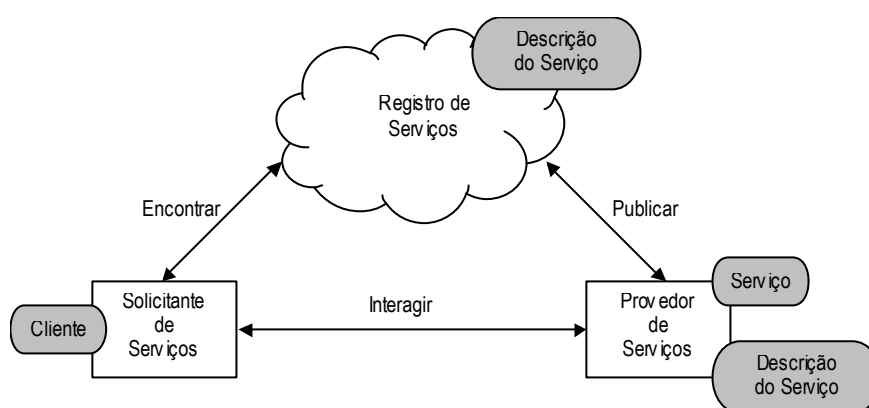 Descrição
do Serviço
Registro de
Serviços
Encontrar
Publicar
Solicitante
de
Serviços
Cliente
Interagir
Provedor
de
Serviços
Serviço
Descrição
do Serviço